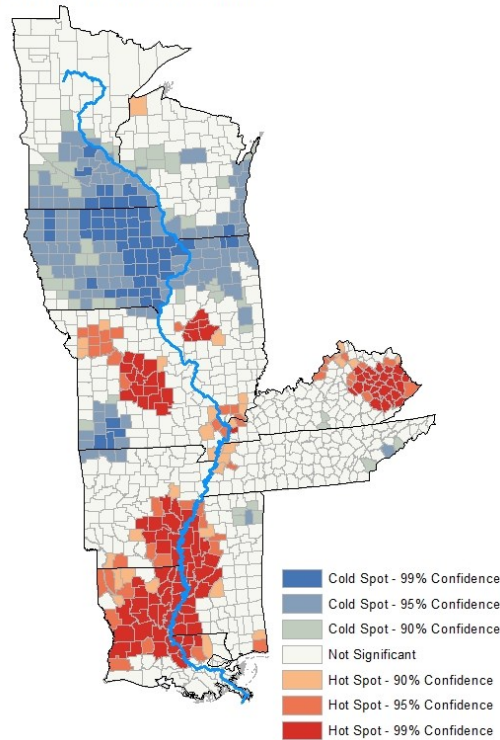 Cold Spot - 99% Confidence
Cold Spot - 95% Confidence
Cold Spot - 90% Confidence
Not Significant
Hot Spot - 90% Confidence
Hot Spot - 95% Confidence
Hot Spot - 99% Confidence